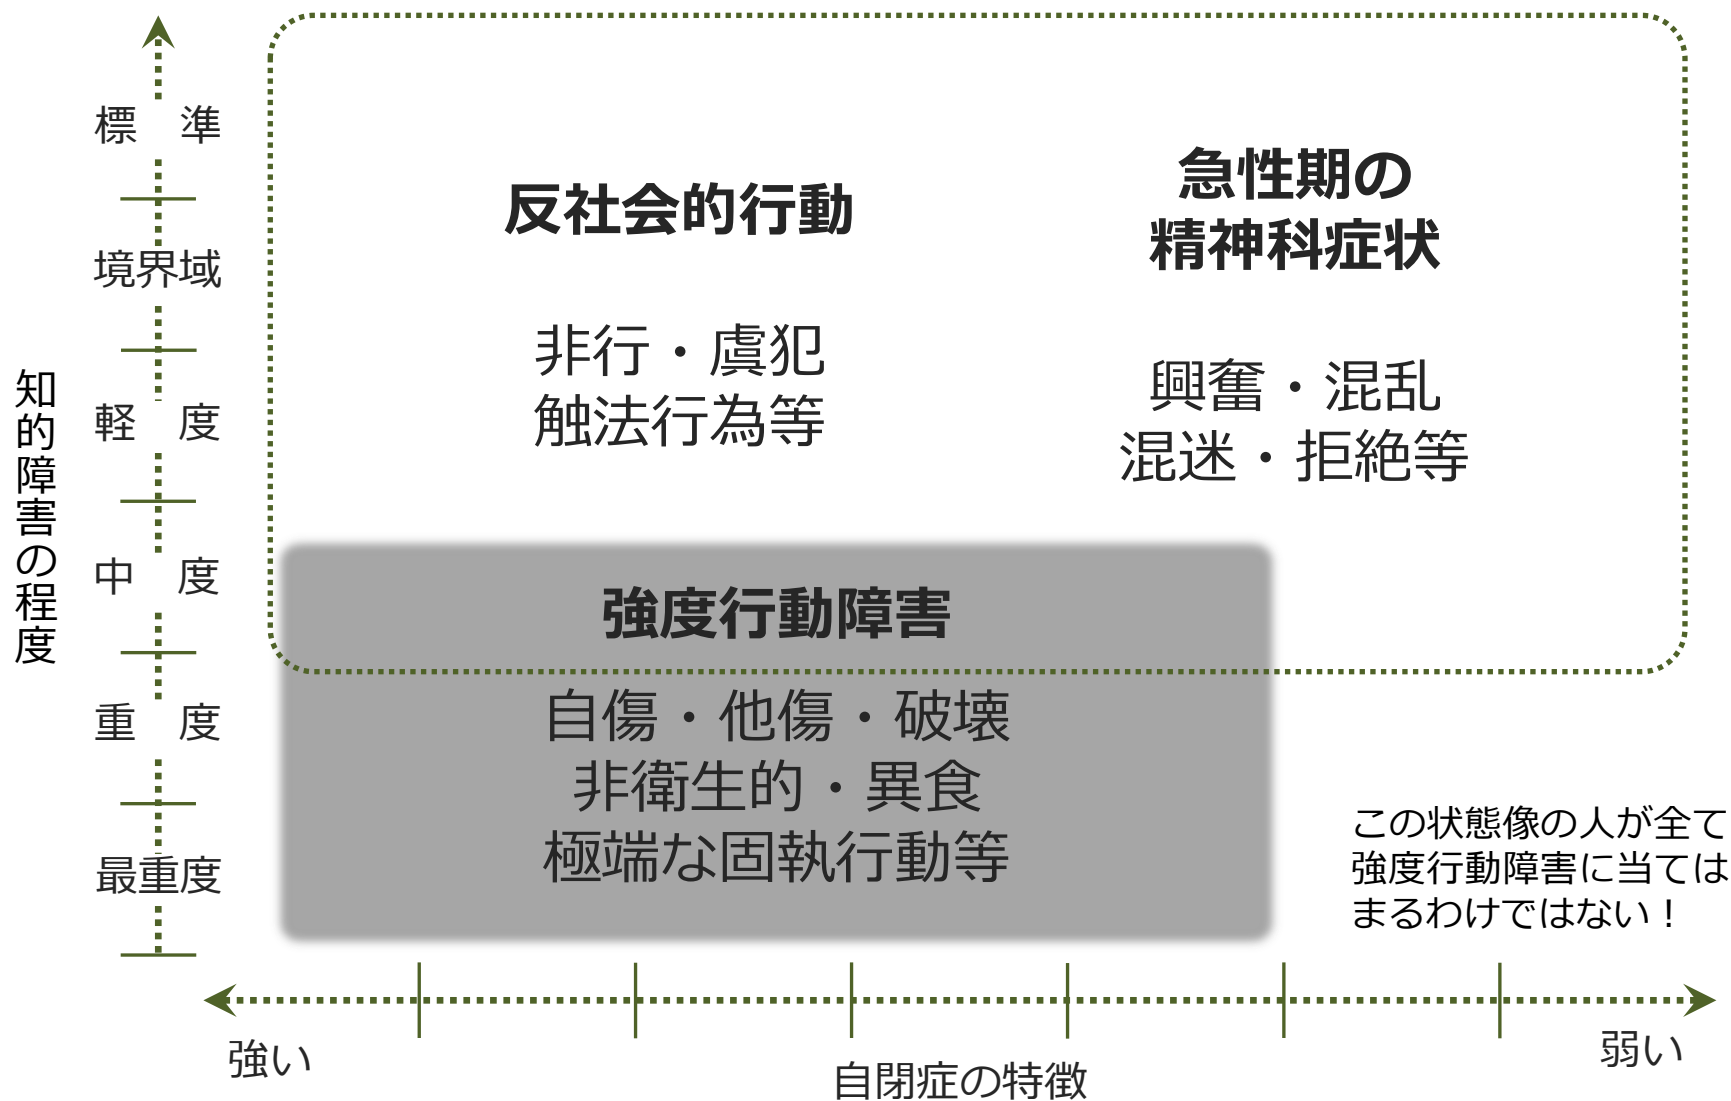 知的障害の程度
標　準
境界域
軽　度
中　度
重　度
最重度
反社会的行動
非行・虞犯
触法行為等
急性期の
精神科症状
興奮・混乱
混迷・拒絶等
強度行動障害
自傷・他傷・破壊
非衛生的・異食
極端な固執行動等
この状態像の人が全て
強度行動障害に当ては
まるわけではない！
強い
自閉症の特徴
弱い